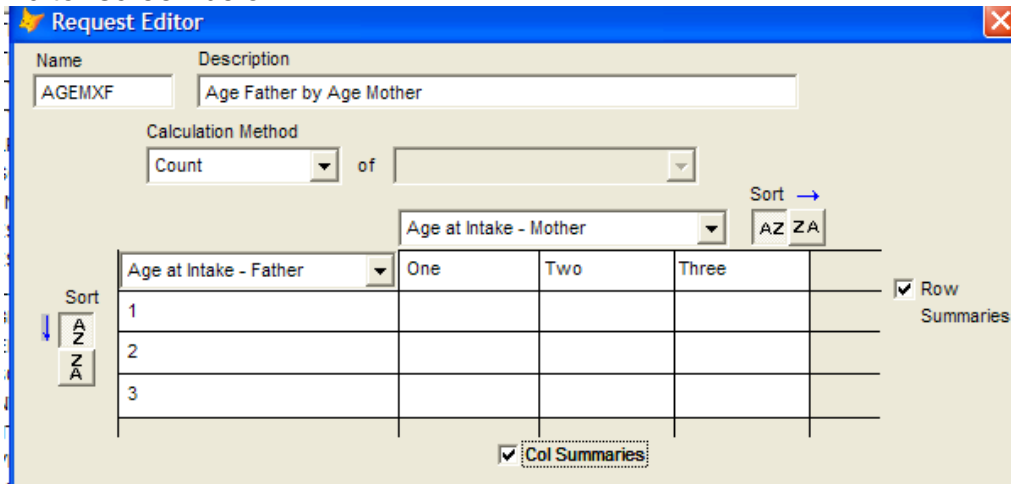 Request Editor
Name Description
AGEMXF Age Father by Age Mother
Calculation Method
Count of
Sort
Age at Intake - Mother AZ ZA
Age at Intake - Father One Two Three
Row
Summaries
Sort
1
AZ
2
ZA
3
Col Summaries